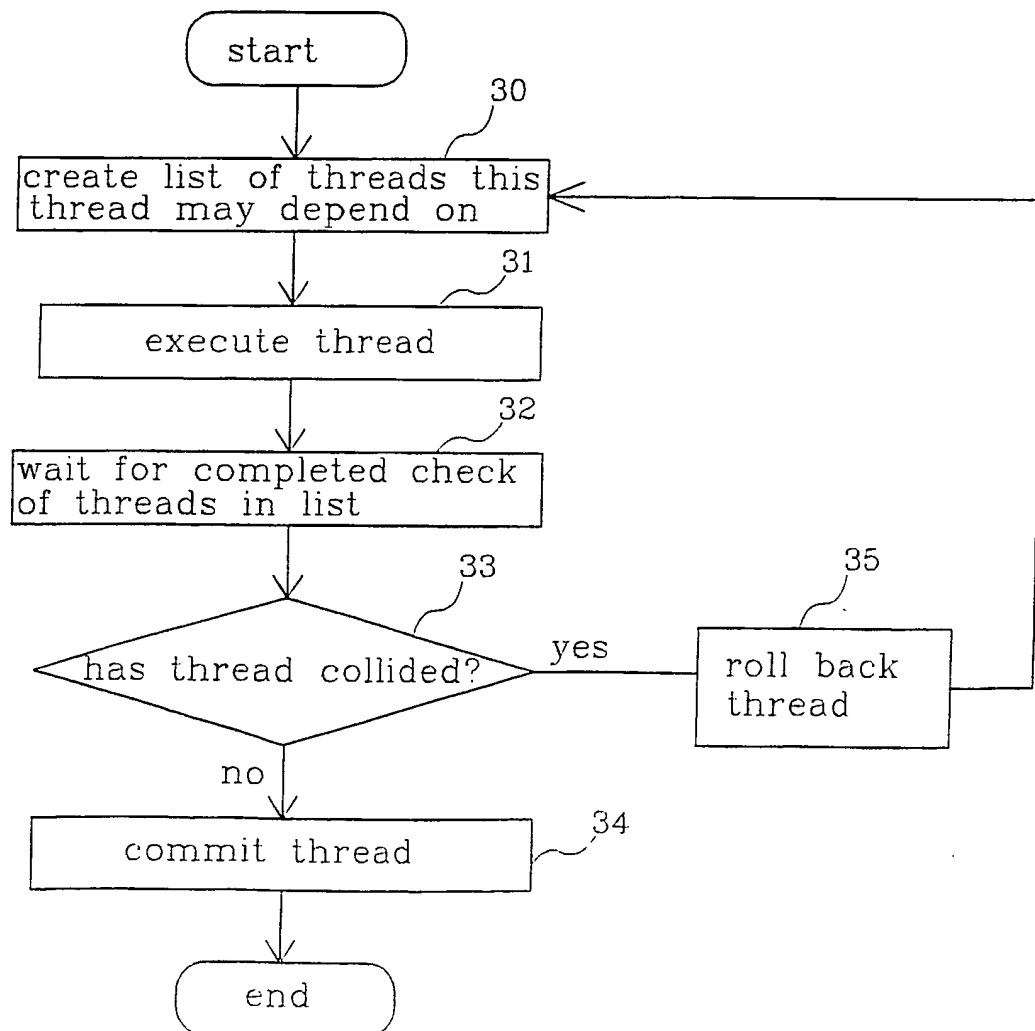 start
30
create list of threads this
thread may depend on
31
execute thread
32
wait for completed check
of threads in list
33
has thread collided?
yes
35
roll back
thread
no
34
commit thread
end